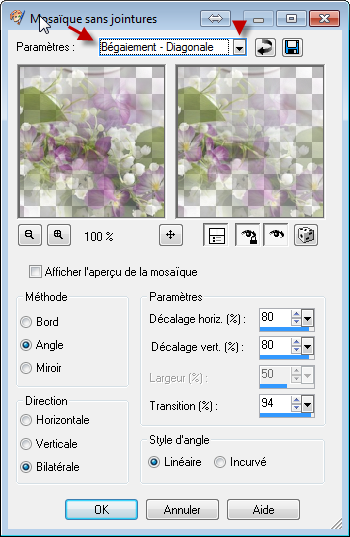 Mosaïque sans jointures
Paramètres : Bégaiement - Diagonale
100 %
Afficher l'aperçu de la mosaïque
Méthode
Bord
Angle
Miroir
Direction
Horizontale
Verticale
Bilatérale
Paramètres
Décalage horiz. (%) : 80
Décalage vert. (%) : 80
Largeur (%) : 50
Transition (%) : 94
Style d'angle
Linéaire Incurvé
OK Annuler Aide